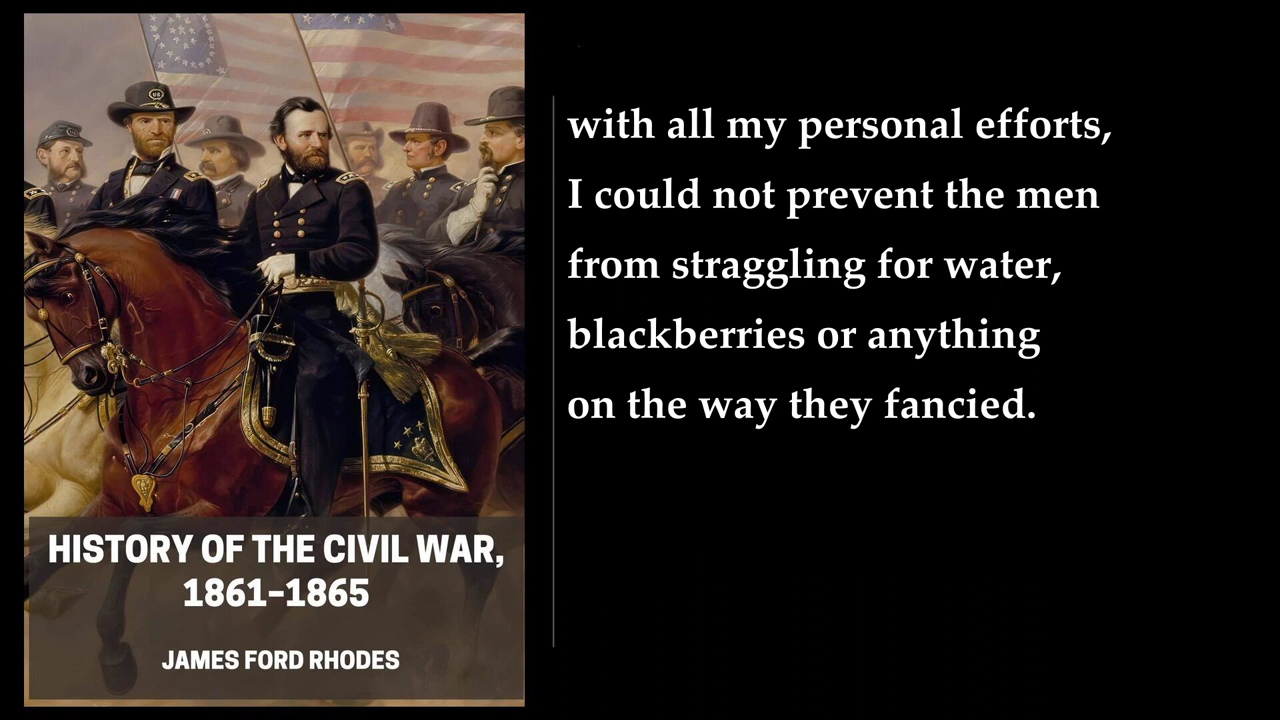 with all my personal efforts,
I could not prevent the men
from straggling for water,
blackberries or anything
on the way they fancied.
HISTORY OF THE CIVIL WAR,
1861–1865
JAMES FORD RHODES